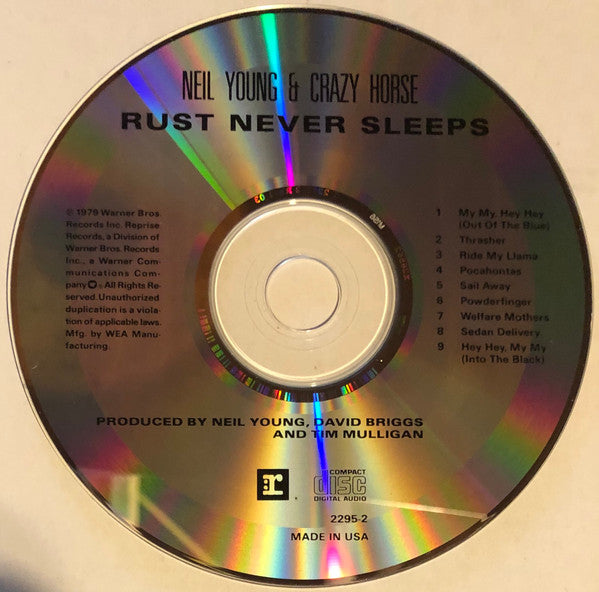 NEIL YOUNG & CRAZY HORSE
RUST NEVER SLEEPS
© 1979 Warner Bros.
Records Inc. Reprise
Records, a Division of
Warner Bros. Records
Inc., a Warner Com-
munications Com-
pany. All Rights Re-
served. Unauthorized
duplication is a viola-
tion of applicable laws.
Mfg. by WEA Manu-
facturing.
1 My My, Hey Hey
(Out Of The Blue)
2 Thrasher
3 Ride My Llama
4 Pocahontas
5 Sail Away
6 Powderfinger
7 Welfare Mothers
8 Sedan Delivery
9 Hey Hey, My My
(Into The Black)
PRODUCED BY NEIL YOUNG, DAVID BRIGGS
AND TIM MULLIGAN
r
COMPACT
disc
DIGITAL AUDIO
2295-2
MADE IN USA